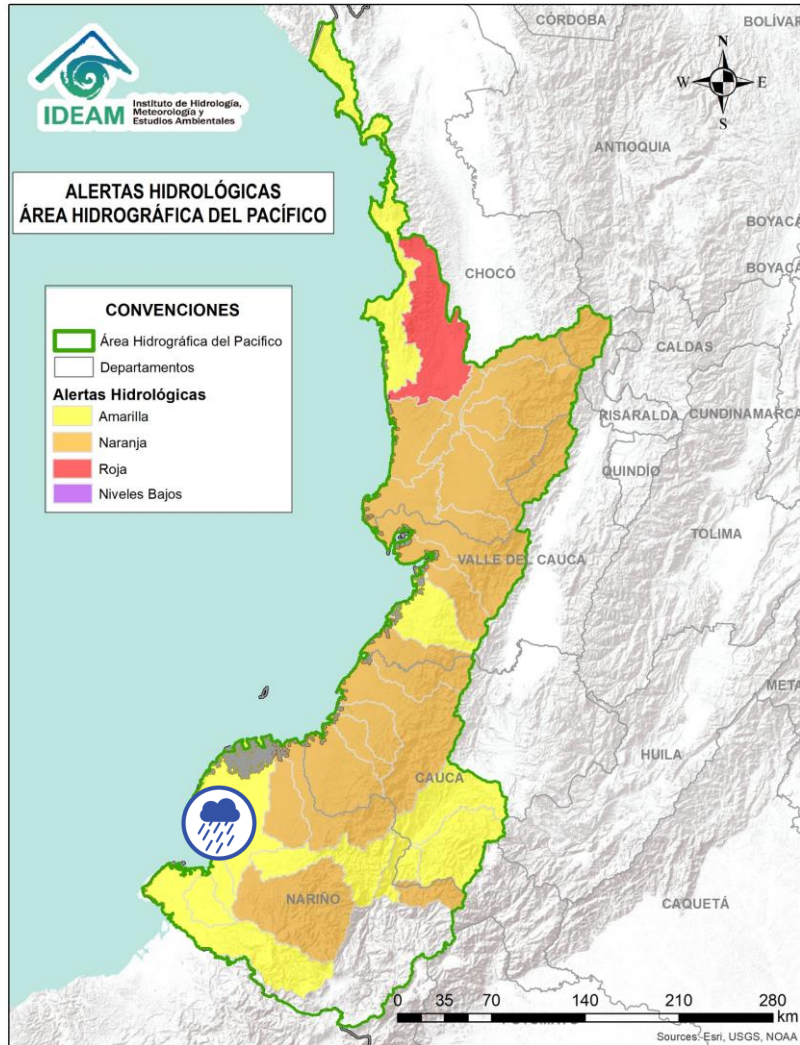 IDEAM
Instituto de Hidrología,
Meteorología y
Estudios Ambientales
ALERTAS HIDROLÓGICAS
ÁREA HIDROGRÁFICA DEL PACÍFICO
CONVENCIONES
Área Hidrográfica del Pacifico
Departamentos
Alertas Hidrológicas
Amarilla
Naranja
Roja
Niveles Bajos
N
W E
S
CÓRDOBA
BOLÍVAR
ANTIOQUIA
BOYACÁ
BOYACÁ
CHOCÓ
CALDAS
RISARALDA
CUNDINAMARCA
QUINDÍO
TOLIMA
VALLE DEL CAUCA
META
HUILA
CAUCA
NARIÑO
CAQUETÁ
0 35 70 140 210 280
km
Sources: Esri, USGS, NOAA